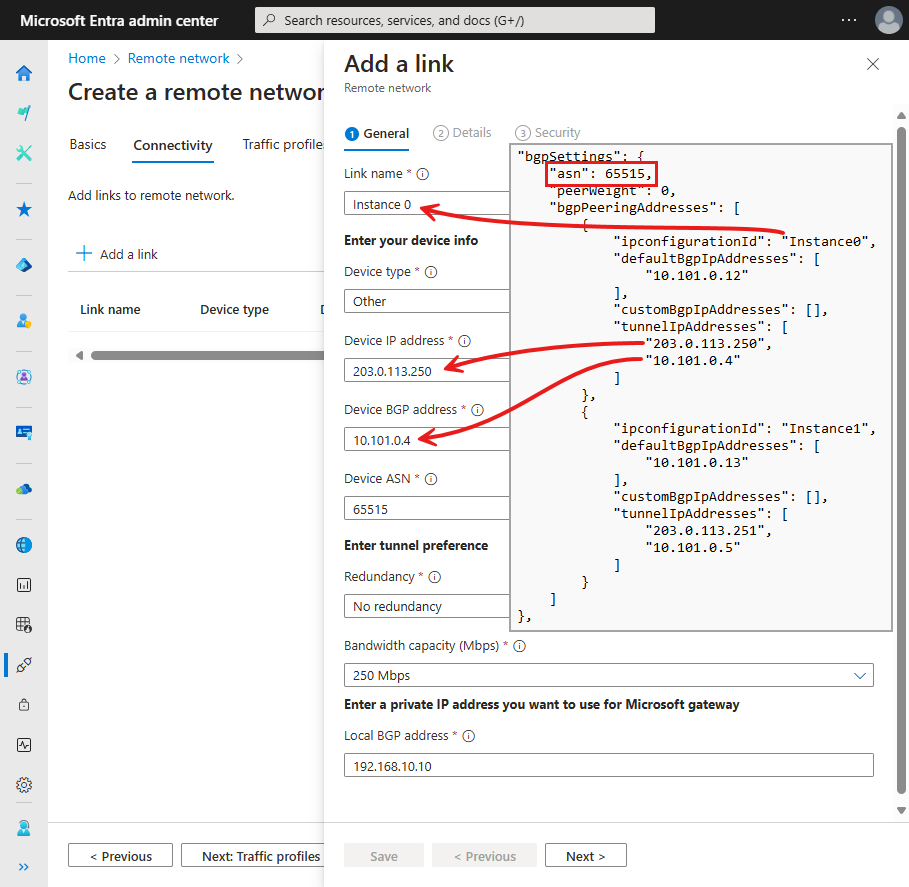 Microsoft Entra admin center
Search resources, services, and docs (G+/)
Home > Remote network >
Create a remote networ
Basics
Connectivity
Traffic profile
Add links to remote network.
Add a link
Link name
Device type
Previous
< Previous
Next: Traffic profiles
Add a link
Remote network
1 General
2 Details
3 Security
Link name *
Instance 0
Enter your device info
Device type *
Other
Device IP address *
203.0.113.250
Device BGP address *
10.101.0.4
Device ASN *
65515
Enter tunnel preference
Redundancy *
No redundancy
Bandwidth capacity (Mbps) *
250 Mbps
Enter a private IP address you want to use for Microsoft gateway
Local BGP address *
192.168.10.10
Save
< Previous
Next >
"bgpSettings": {
"asn": 65515,
"peerWeight": 0,
"bgpPeeringAddresses": [
{
"ipconfigurationId": "Instance0",
"defaultBgpIpAddresses": [
"10.101.0.12"
],
"customBgpIpAddresses": [],
"tunnelIpAddresses": [
"203.0.113.250",
"10.101.0.4"
]
},
{
"ipconfigurationId": "Instance1",
"defaultBgpIpAddresses": [
"10.101.0.13"
],
"customBgpIpAddresses": [],
"tunnelIpAddresses": [
"203.0.113.251",
"10.101.0.5"
]
}
]
},